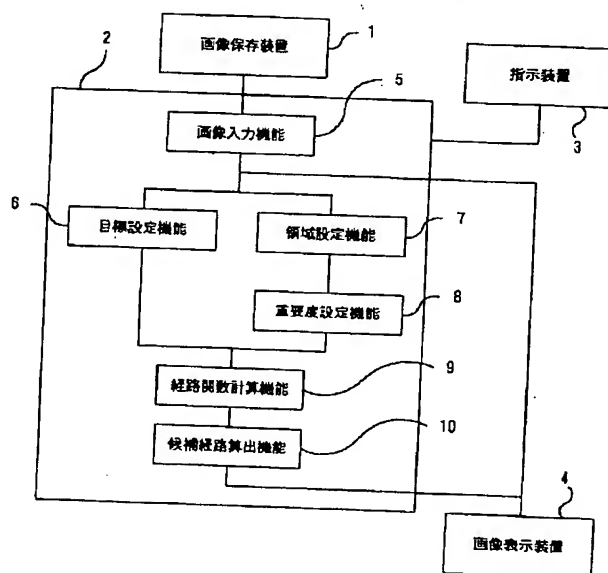 画像保存装置
1
2
指示装置
3
5
画像入力機能
6
目標設定機能
領域設定機能
7
重要度設定機能
8
経路関数計算機能
9
候補経路算出機能
10
4
画像表示装置